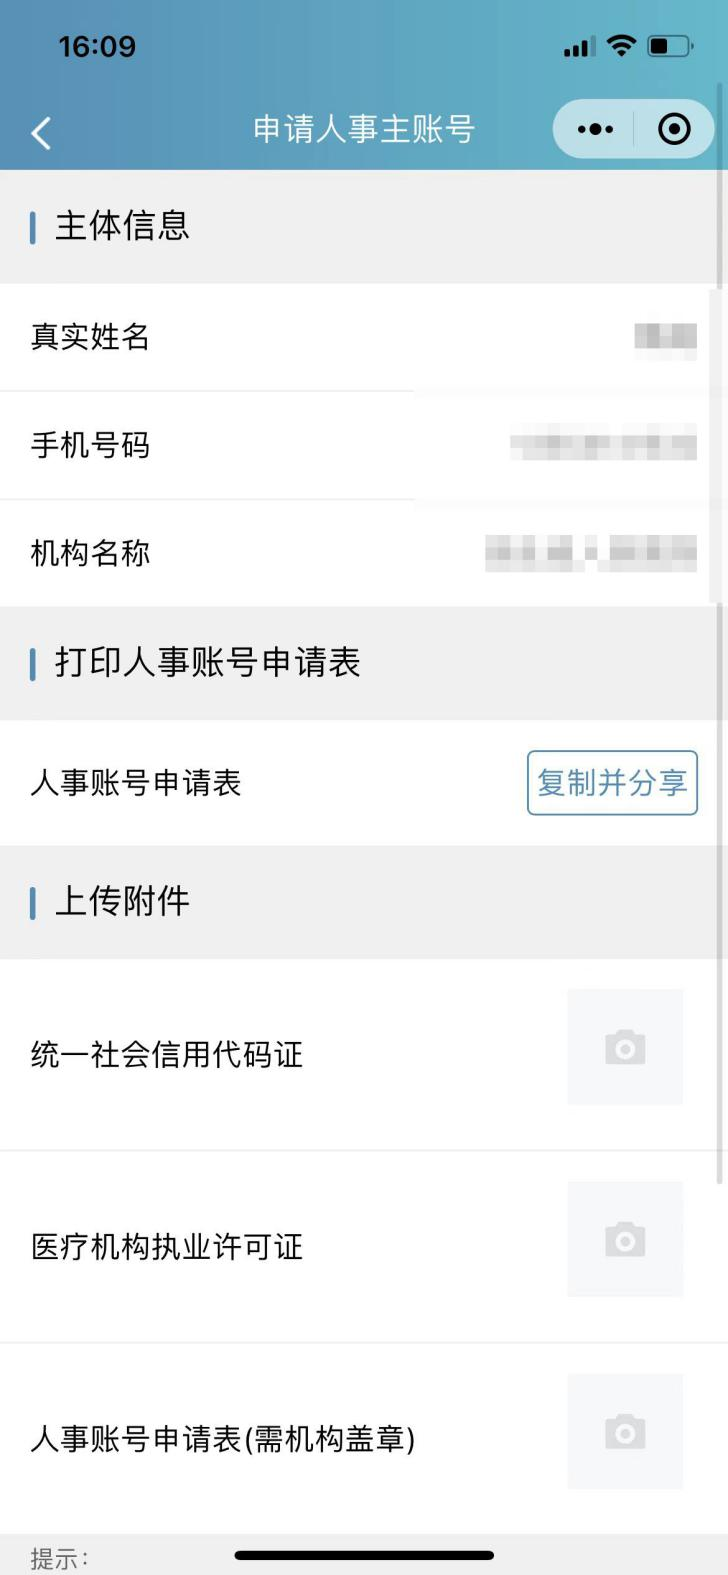 16:09
申请人事主账号
主体信息
真实姓名
手机号码
机构名称
打印人事账号申请表
人事账号申请表
复制并分享
上传附件
统一社会信用代码证
医疗机构执业许可证
人事账号申请表(需机构盖章)
提示: